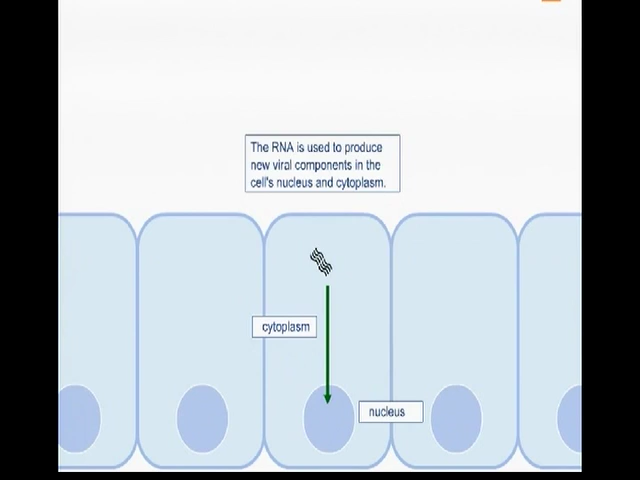 The RNA is used to produce
new viral components in the
cell's nucleus and cytoplasm.
cytoplasm
nucleus